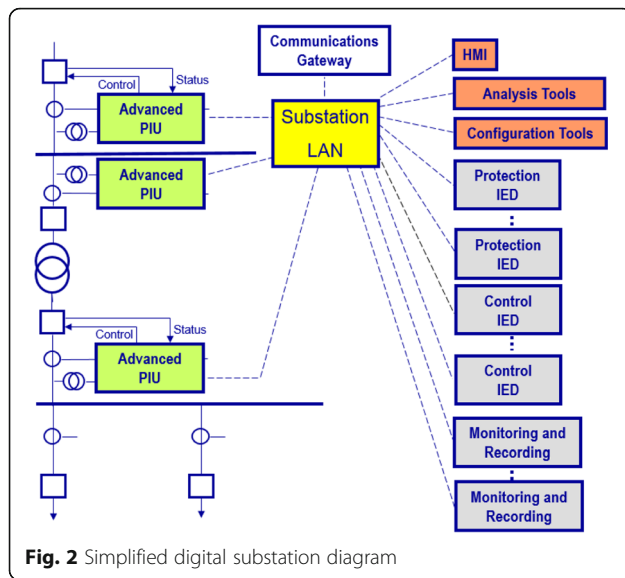 Communications
Gateway
HMI
Control
Status
Advanced
PIU
Substation
LAN
Analysis Tools
Configuration Tools
Advanced
PIU
Protection
IED
Protection
IED
Control
IED
Control
Status
Advanced
PIU
Control
IED
Monitoring and
Recording
Monitoring and
Recording
Fig. 2 Simplified digital substation diagram